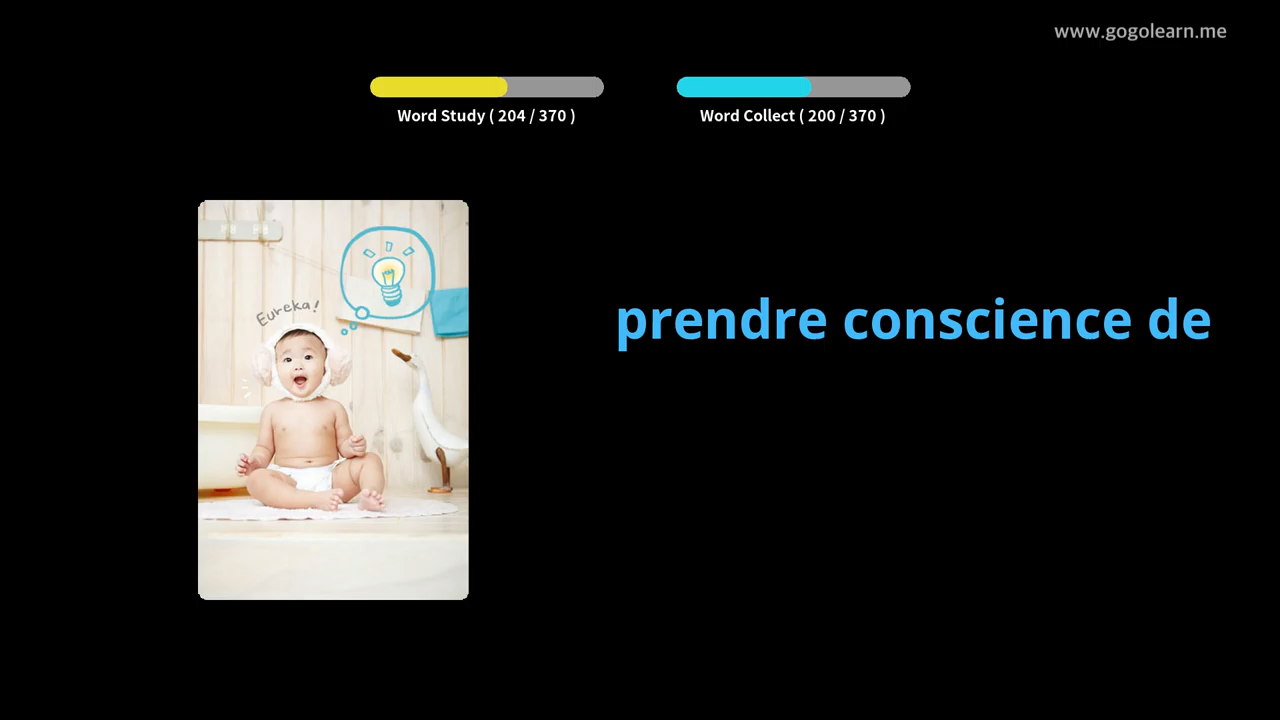 www.gogolearn.me
Word Study ( 204 / 370 )
Word Collect ( 200 / 370 )
Eureka!
prendre conscience de